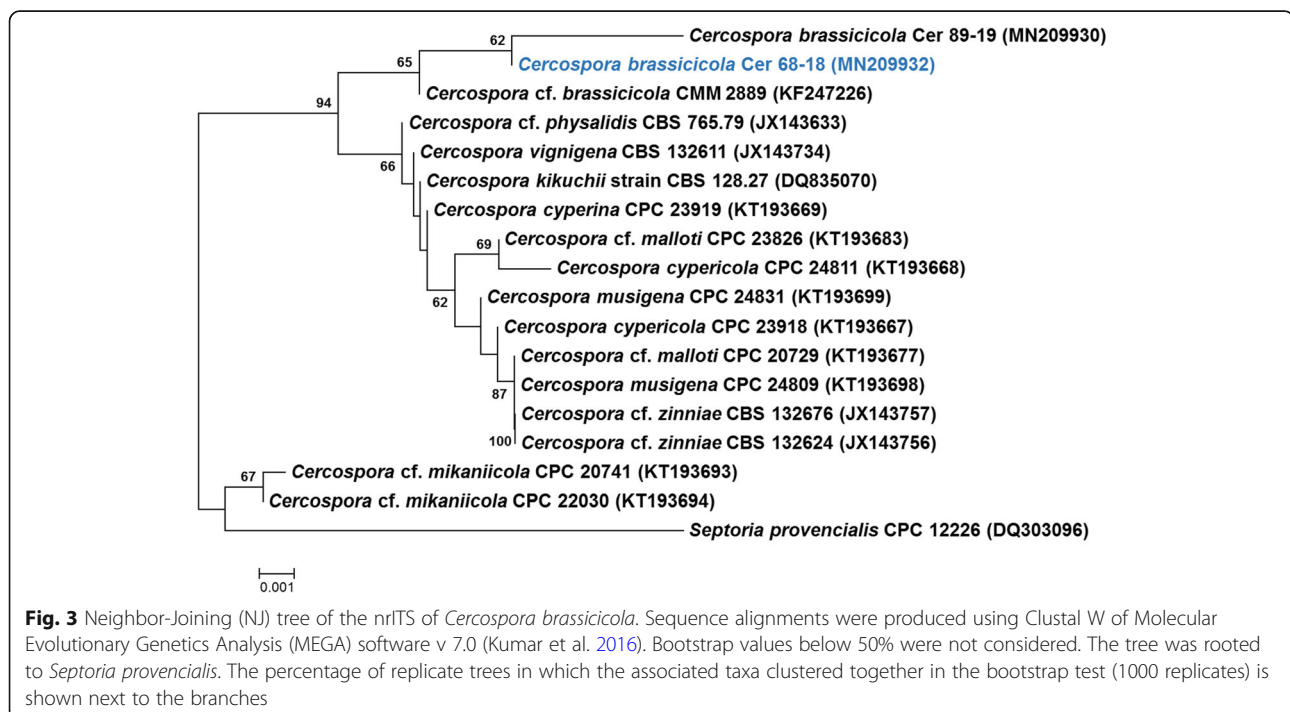 62
Cercospora brassicicola Cer 89-19 (MN209930)
Cercospora brassicicola Cer 68-18 (MN209932)
65
Cercospora cf. brassicicola CMM 2889 (KF247226)
94
Cercospora cf. physalidis CBS 765.79 (JX143633)
Cercospora vignigena CBS 132611 (JX143734)
66
Cercospora kikuchii strain CBS 128.27 (DQ835070)
Cercospora cyperina CPC 23919 (KT193669)
69
Cercospora cf. malloti CPC 23826 (KT193683)
Cercospora cypericola CPC 24811 (KT193668)
62
Cercospora musigena CPC 24831 (KT193699)
Cercospora cypericola CPC 23918 (KT193667)
Cercospora cf. malloti CPC 20729 (KT193677)
87
Cercospora musigena CPC 24809 (KT193698)
Cercospora cf. zinniae CBS 132676 (JX143757)
100
Cercospora cf. zinniae CBS 132624 (JX143756)
67
Cercospora cf. mikaniicola CPC 20741 (KT193693)
Cercospora cf. mikaniicola CPC 22030 (KT193694)
Septoria provencialis CPC 12226 (DQ303096)
0.001
Fig. 3 Neighbor-Joining (NJ) tree of the nrITS of Cercospora brassicicola. Sequence alignments were produced using Clustal W of Molecular
Evolutionary Genetics Analysis (MEGA) software v 7.0 (Kumar et al. 2016). Bootstrap values below 50% were not considered. The tree was rooted
to Septoria provencialis. The percentage of replicate trees in which the associated taxa clustered together in the bootstrap test (1000 replicates) is
shown next to the branches